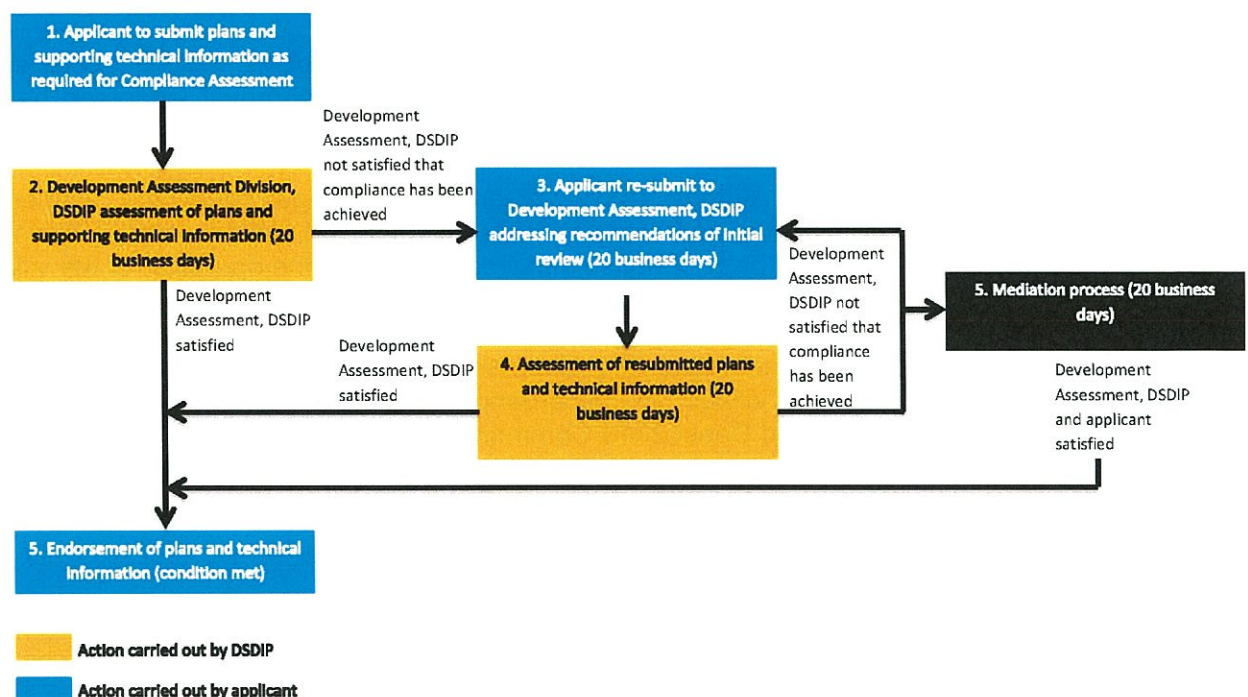 1. Applicant to submit plans and
supporting technical information as
required for Compliance Assessment
Development
Assessment, DSDIP
not satisfied that
compliance has been
achieved
2. Development Assessment Division,
DSDIP assessment of plans and
supporting technical information (20
business days)
3. Applicant re-submit to
Development Assessment, DSDIP
addressing recommendations of initial
review (20 business days)
Development
Assessment, DSDIP
satisfied
Development
Assessment, DSDIP
satisfied
4. Assessment of resubmitted plans
and technical information (20
business days)
Development
Assessment,
DSDIP not
satisfied that
compliance
has been
achieved
5. Mediation process (20 business
days)
Development
Assessment, DSDIP
and applicant
satisfied
5. Endorsement of plans and technical
information (condition met)
Action carried out by DSDIP
Action carried out by applicant